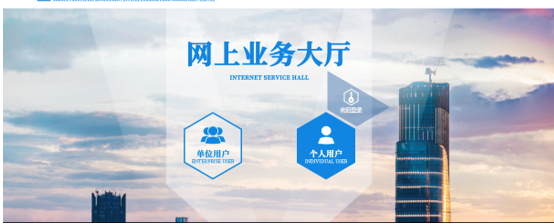 网上业务大厅
INTERNET SERVICE HALL
单位用户
ENTERPRISE USER
个人用户
INDIVIDUAL USER